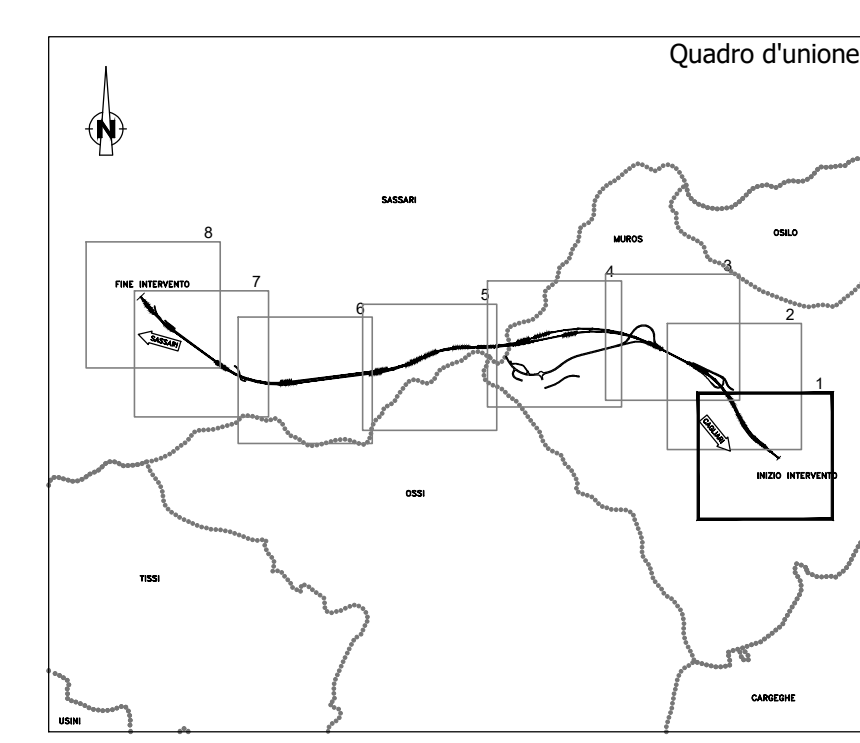 Quadro d'unione
N
SASSARI
MUROS
OSILO
8
7
FINE INTERVENTO
6
5
4
3
2
1
SASSARI
CAGLIARI
INIZIO INTERVENTO
OSSI
TISSI
CARGEGHE
USINI